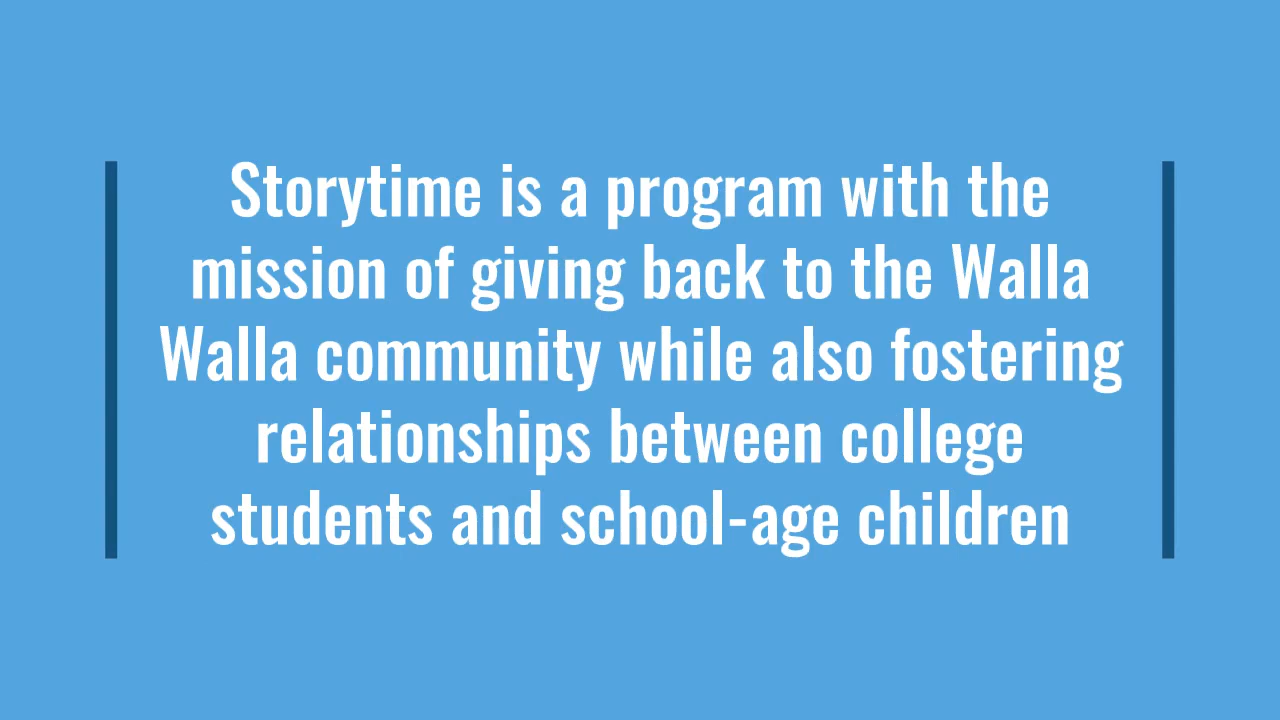 Storytime is a program with the
mission of giving back to the Walla
Walla community while also fostering
relationships between college
students and school-age children